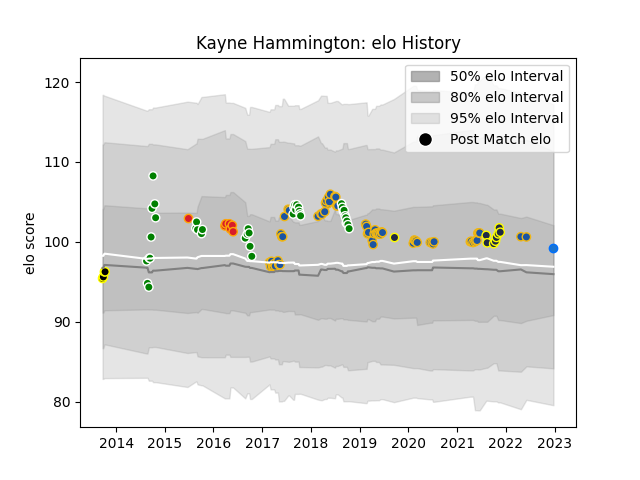 Kayne Hammington: elo History
50% elo Interval
80% elo Interval
95% elo Interval
Post Match elo
elo score
120
110
100
90
80
2014 2015 2016 2017 2018 2019 2020 2021 2022 2023